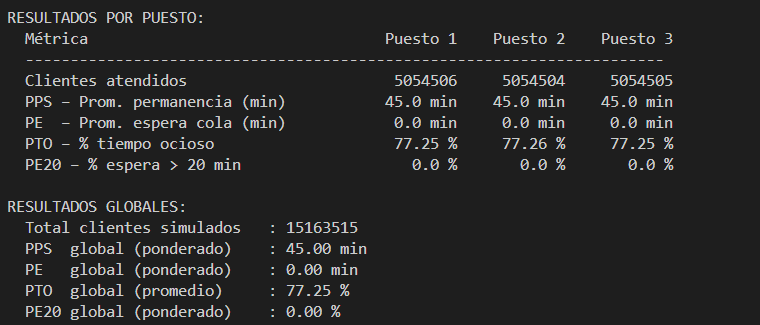 RESULTADOS POR PUESTO:
Métrica Puesto 1 Puesto 2 Puesto 3
-----------------------------------------------------------------------
Clientes atendidos 5054506 5054504 5054505
PPS – Prom. permanencia (min) 45.0 min 45.0 min 45.0 min
PE – Prom. espera cola (min) 0.0 min 0.0 min 0.0 min
PTO – % tiempo ocioso 77.25 % 77.26 % 77.25 %
PE20 – % espera > 20 min 0.0 % 0.0 % 0.0 %
RESULTADOS GLOBALES:
Total clientes simulados : 15163515
PPS global (ponderado) : 45.00 min
PE global (ponderado) : 0.00 min
PTO global (promedio) : 77.25 %
PE20 global (ponderado) : 0.00 %